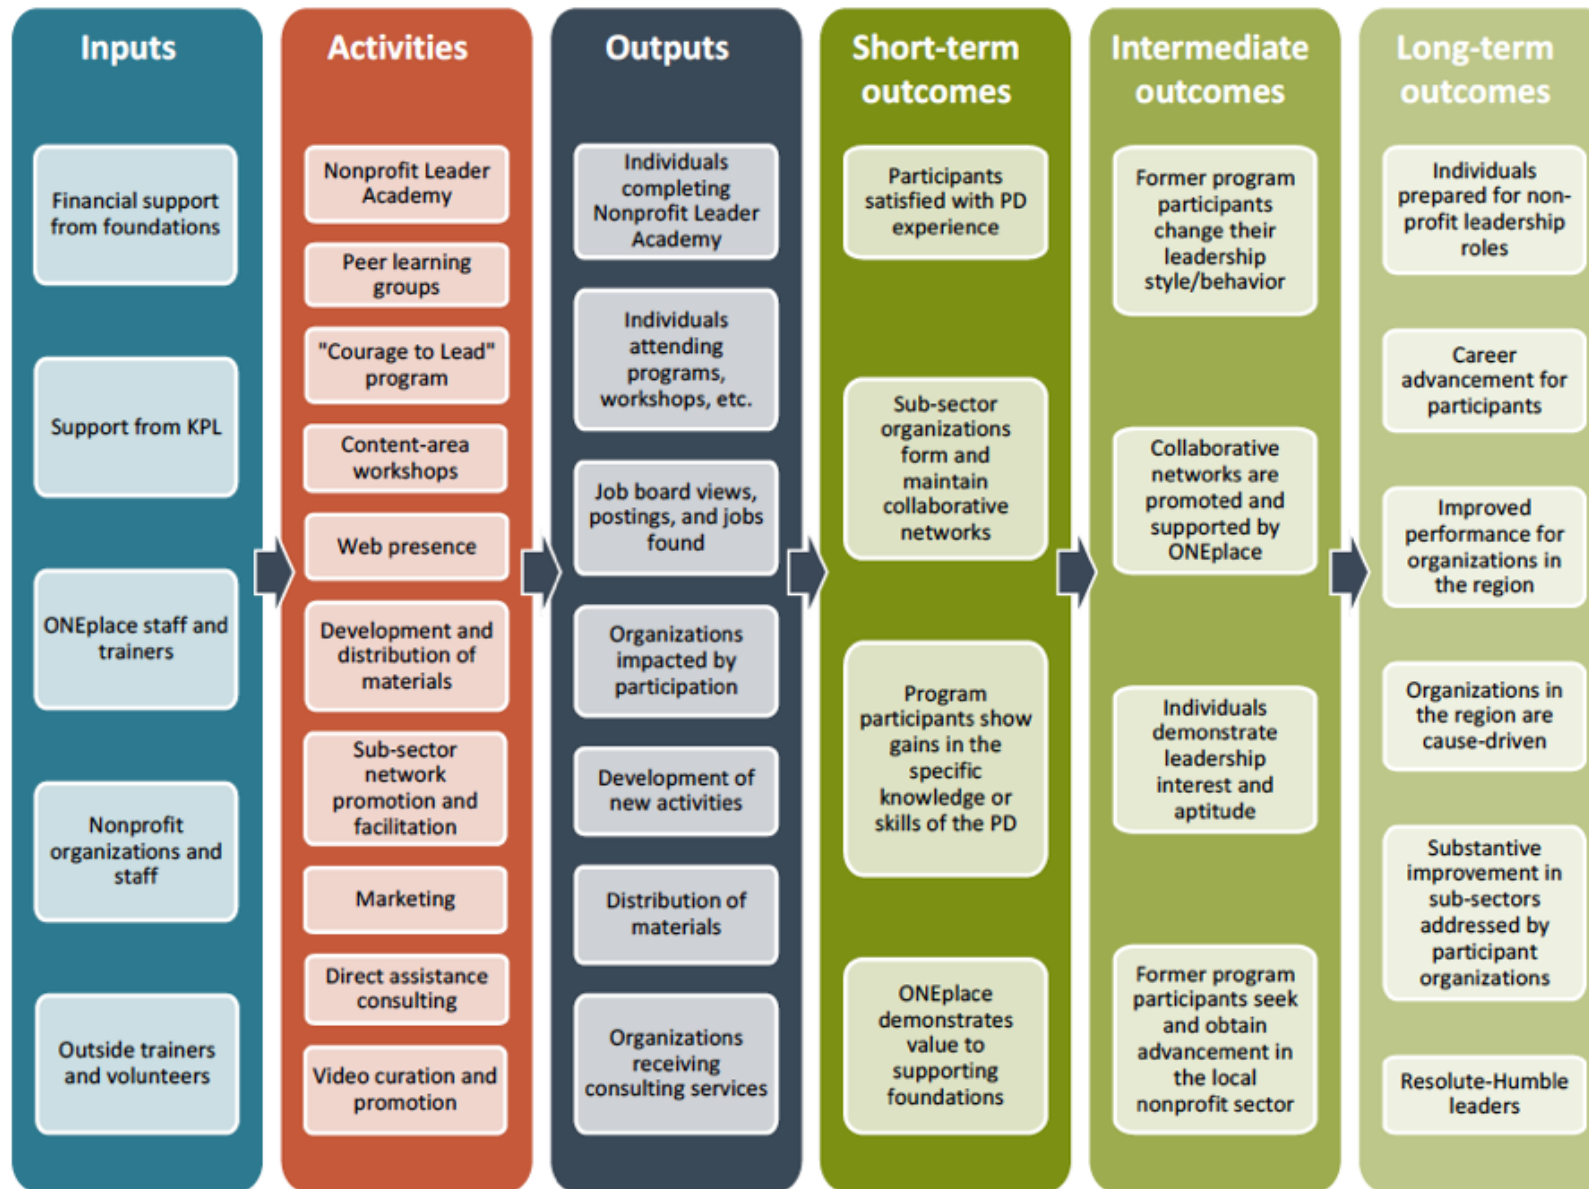 Inputs
Financial support
from foundations
Support from KPL
ONEplace staff and
trainers
Nonprofit
organizations and
staff
Outside trainers
and volunteers
Activities
Nonprofit Leader
Academy
Peer learning
groups
"Courage to Lead"
program
Content-area
workshops
Web presence
Development and
distribution of
materials
Sub-sector
network
promotion and
facilitation
Marketing
Direct assistance
consulting
Video curation and
promotion
Outputs
Individuals
completing
Nonprofit Leader
Academy
Individuals
attending
programs,
workshops, etc.
Job board views,
postings, and jobs
found
Organizations
impacted by
participation
Development of
new activities
Distribution of
materials
Organizations
receiving
consulting services
Short-term
outcomes
Participants
satisfied with PD
experience
Sub-sector
organizations
form and
maintain
collaborative
networks
Program
participants show
gains in the
specific
knowledge or
skills of the PD
ONEplace
demonstrates
value to
supporting
foundations
Intermediate
outcomes
Former program
participants
change their
leadership
style/behavior
Collaborative
networks are
promoted and
supported by
ONEplace
Individuals
demonstrate
leadership
interest and
aptitude
Former program
participants seek
and obtain
advancement in
the local
nonprofit sector
Long-term
outcomes
Individuals
prepared for non-
profit leadership
roles
Career
advancement for
participants
Improved
performance for
organizations in
the region
Organizations in
the region are
cause-driven
Substantive
improvement in
sub-sectors
addressed by
participant
organizations
Resolute-Humble
leaders